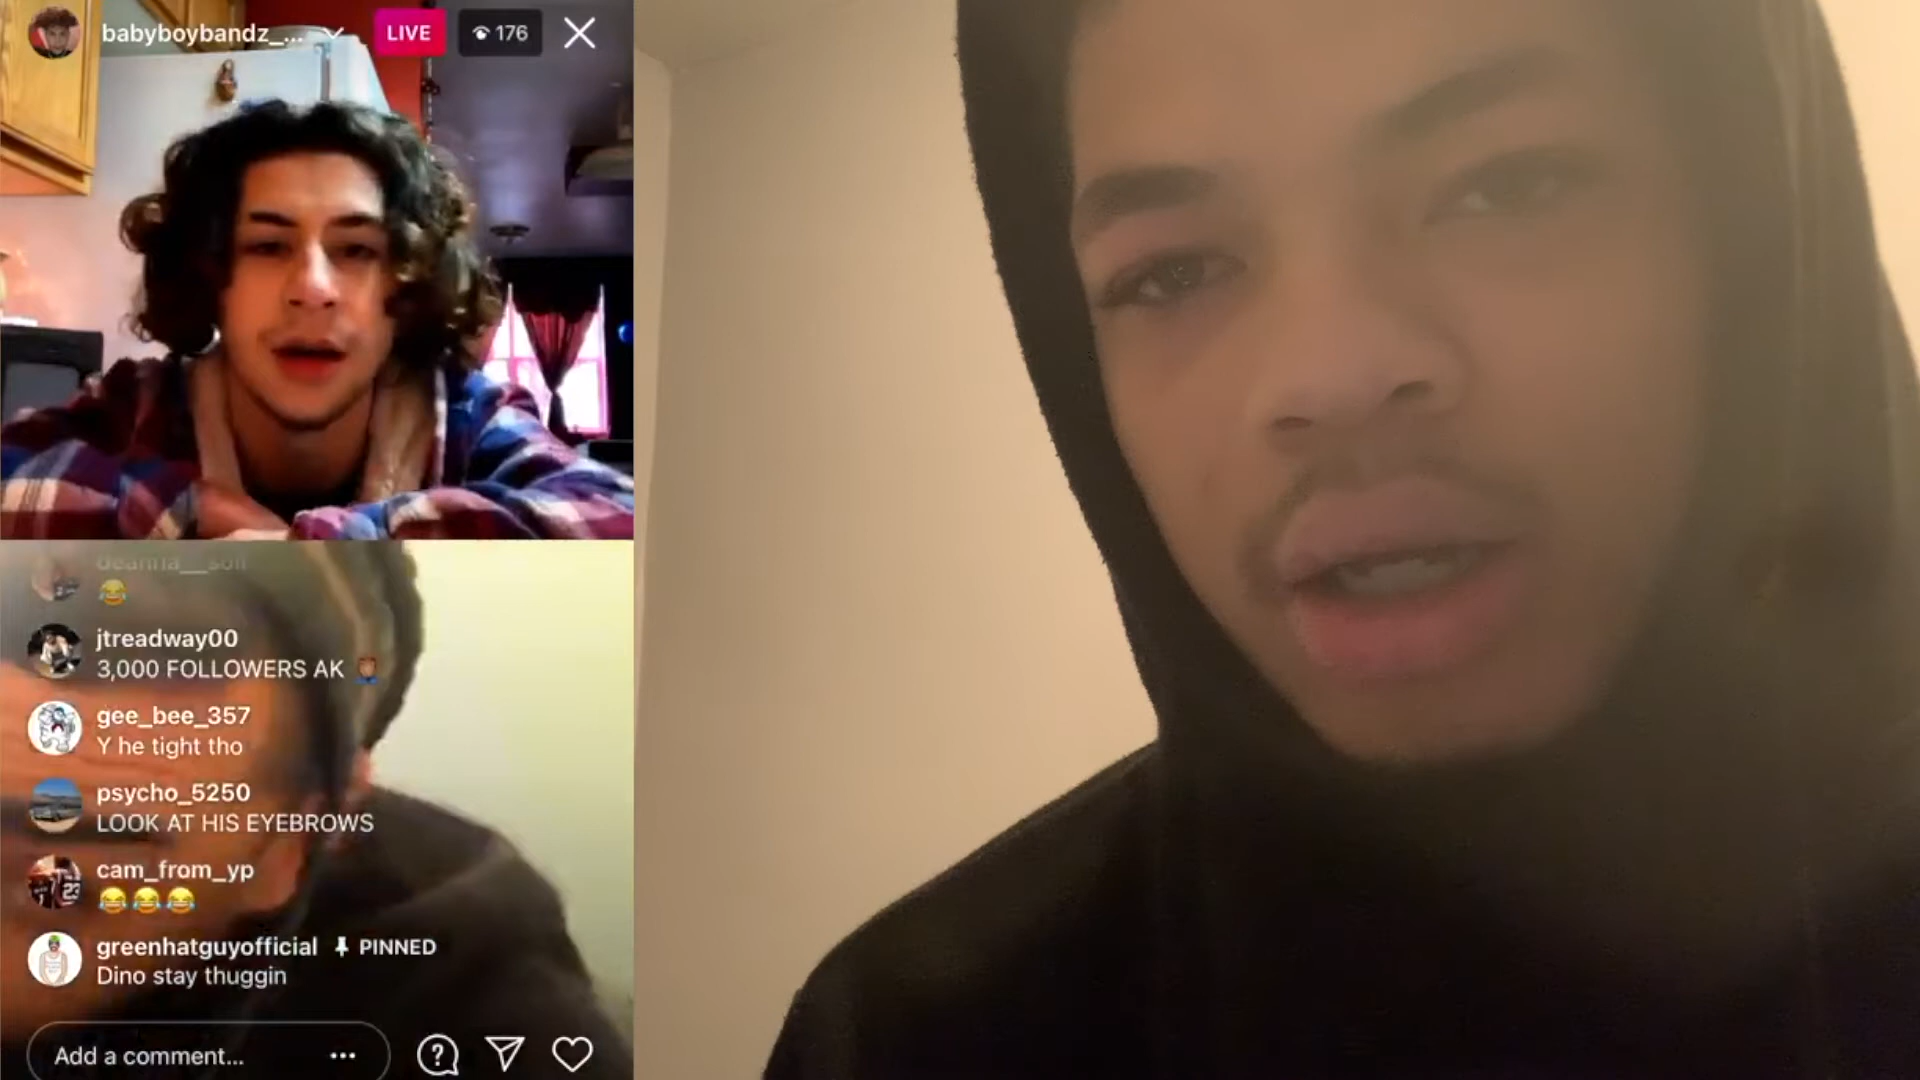 babyboybandz_...
LIVE
176
deanna__soll
😂
jtreadway00
3,000 FOLLOWERS AK 💆🏽‍♂️
gee_bee_357
Y he tight tho
psycho_5250
LOOK AT HIS EYEBROWS
cam_from_yp
😂😂😂
greenhatguyofficial PINNED
Dino stay thuggin
Add a comment...